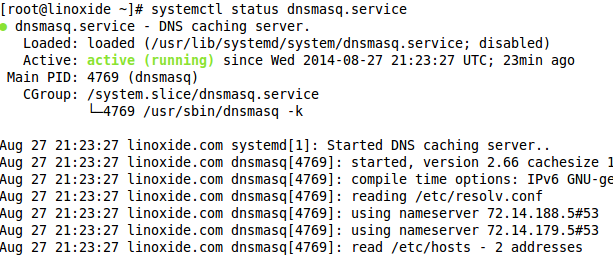 [root@linoxide ~]# systemctl status dnsmasq.service
● dnsmasq.service - DNS caching server.
   Loaded: loaded (/usr/lib/systemd/system/dnsmasq.service; disabled)
   Active: active (running) since Wed 2014-08-27 21:23:27 UTC; 23min ago
 Main PID: 4769 (dnsmasq)
   CGroup: /system.slice/dnsmasq.service
           └─4769 /usr/sbin/dnsmasq -k

Aug 27 21:23:27 linoxide.com systemd[1]: Started DNS caching server..
Aug 27 21:23:27 linoxide.com dnsmasq[4769]: started, version 2.66 cachesize 1
Aug 27 21:23:27 linoxide.com dnsmasq[4769]: compile time options: IPv6 GNU-ge
Aug 27 21:23:27 linoxide.com dnsmasq[4769]: reading /etc/resolv.conf
Aug 27 21:23:27 linoxide.com dnsmasq[4769]: using nameserver 72.14.188.5#53
Aug 27 21:23:27 linoxide.com dnsmasq[4769]: using nameserver 72.14.179.5#53
Aug 27 21:23:27 linoxide.com dnsmasq[4769]: read /etc/hosts - 2 addresses